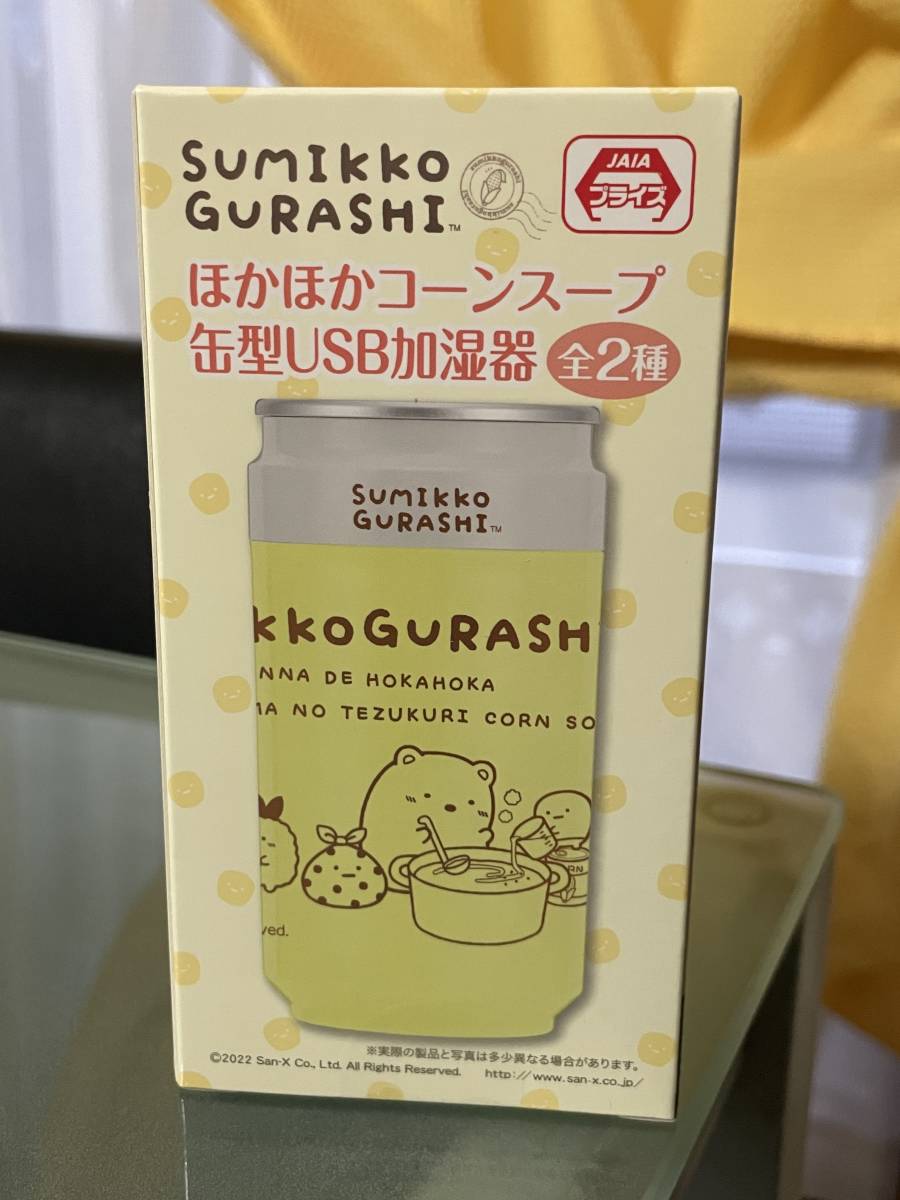 SUMIKKO
GURASHI™
sumikkogurashi
JAIA
プライズ
ほかほかコーンスープ
缶型USB加湿器 全2種
SUMIKKO
GURASHI™
KKOGURASH
NNA DE HOKAHOKA
MA NO TEZUKURI CORN SO
RN
ved.
※実際の製品と写真は多少異なる場合があります。
©2022 San-X Co., Ltd. All Rights Reserved. http://www.san-x.co.jp/